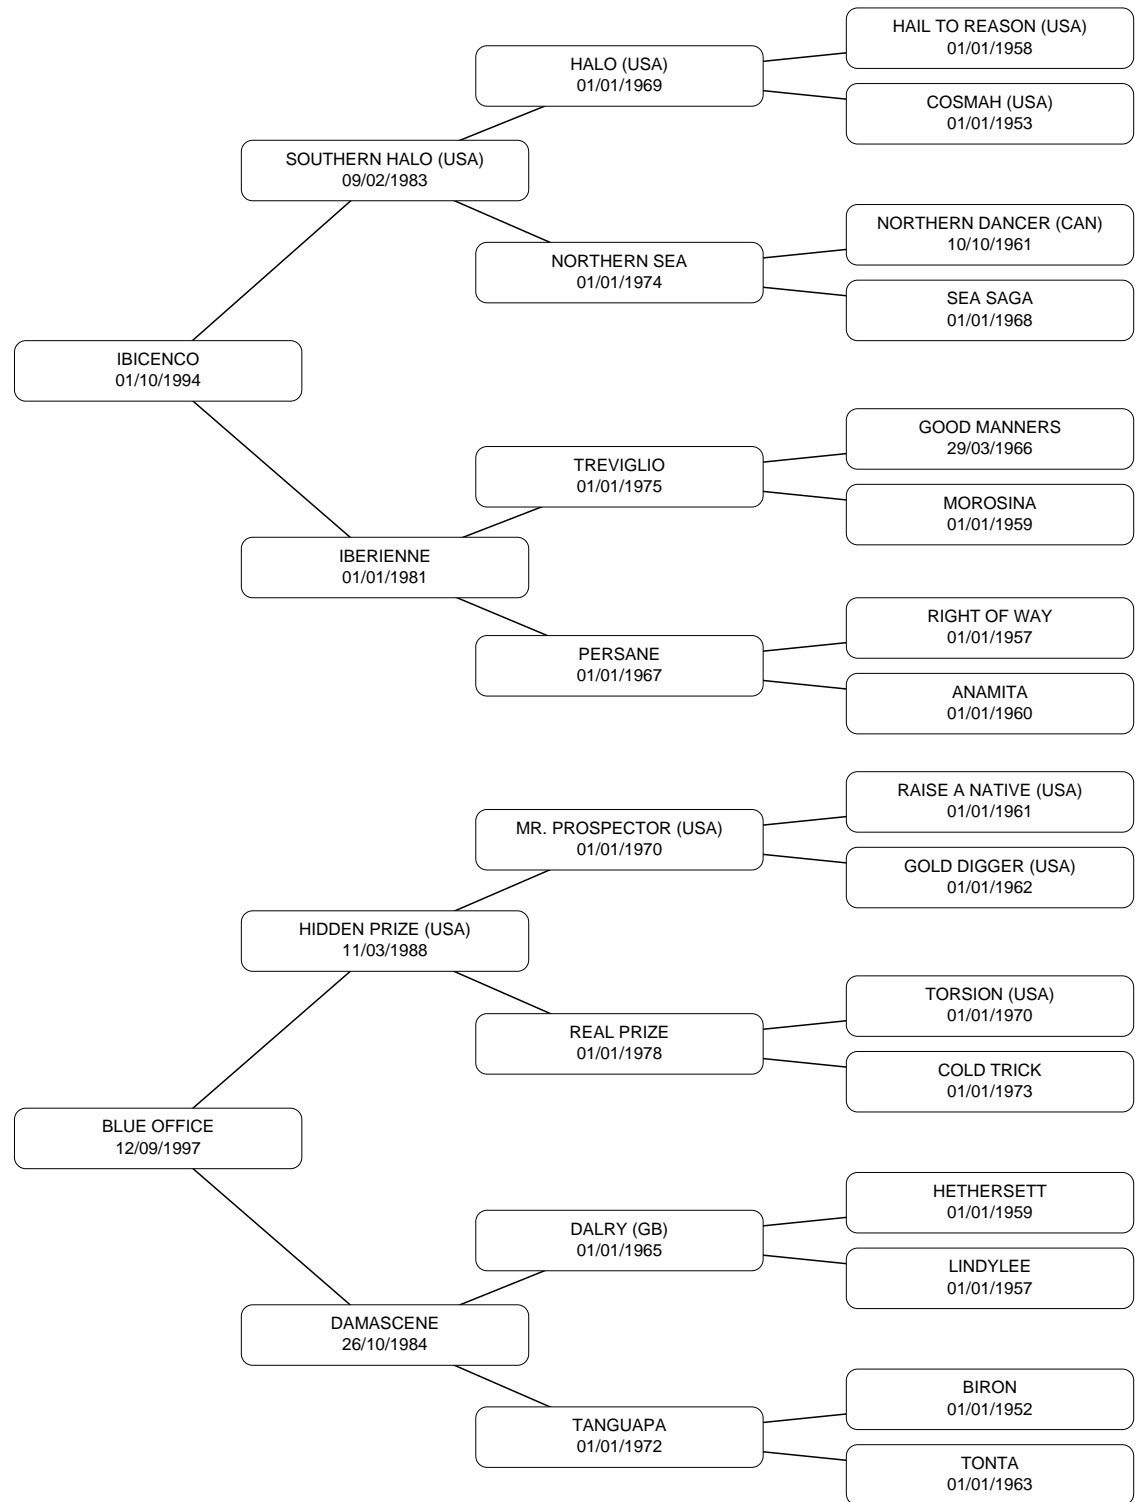 HAIL TO REASON (USA)
01/01/1958
HALO (USA)
01/01/1969
COSMAH (USA)
01/01/1953
SOUTHERN HALO (USA)
09/02/1983
NORTHERN DANCER (CAN)
10/10/1961
NORTHERN SEA
01/01/1974
SEA SAGA
01/01/1968
IBICENCO
01/10/1994
GOOD MANNERS
29/03/1966
TREVIGLIO
01/01/1975
MOROSINA
01/01/1959
IBERIENNE
01/01/1981
RIGHT OF WAY
01/01/1957
PERSANE
01/01/1967
ANAMITA
01/01/1960
RAISE A NATIVE (USA)
01/01/1961
MR. PROSPECTOR (USA)
01/01/1970
GOLD DIGGER (USA)
01/01/1962
HIDDEN PRIZE (USA)
11/03/1988
TORSION (USA)
01/01/1970
REAL PRIZE
01/01/1978
COLD TRICK
01/01/1973
BLUE OFFICE
12/09/1997
HETHERSETT
01/01/1959
DALRY (GB)
01/01/1965
LINDYLEE
01/01/1957
DAMASCENE
26/10/1984
BIRON
01/01/1952
TANGUAPA
01/01/1972
TONTA
01/01/1963